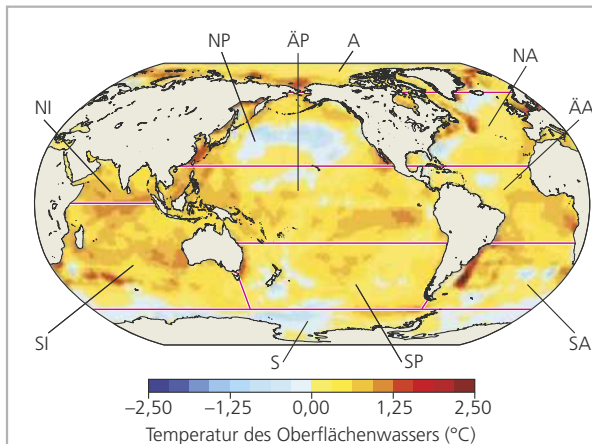 NP ÄP A NA
NI ÄA
SI S SP SA
−2,50 −1,25 0,00 1,25 2,50
Temperatur des Oberflächenwassers (°C)